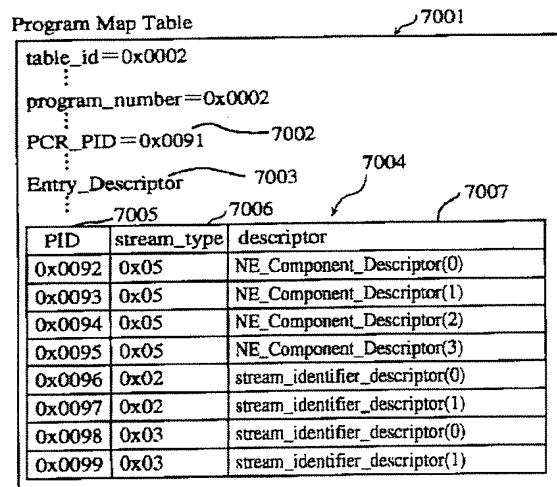 Program Map Table 7001
table_id=0x0002
program_number=0x0002
PCR_PID=0x0091 7002
Entry_Descriptor 7003 7004
7005 7006 7007
PID stream_type descriptor
0x0092 0x05 NE_Component_Descriptor(0)
0x0093 0x05 NE_Component_Descriptor(1)
0x0094 0x05 NE_Component_Descriptor(2)
0x0095 0x05 NE_Component_Descriptor(3)
0x0096 0x02 stream_identifier_descriptor(0)
0x0097 0x02 stream_identifier_descriptor(1)
0x0098 0x03 stream_identifier_descriptor(0)
0x0099 0x03 stream_identifier_descriptor(1)